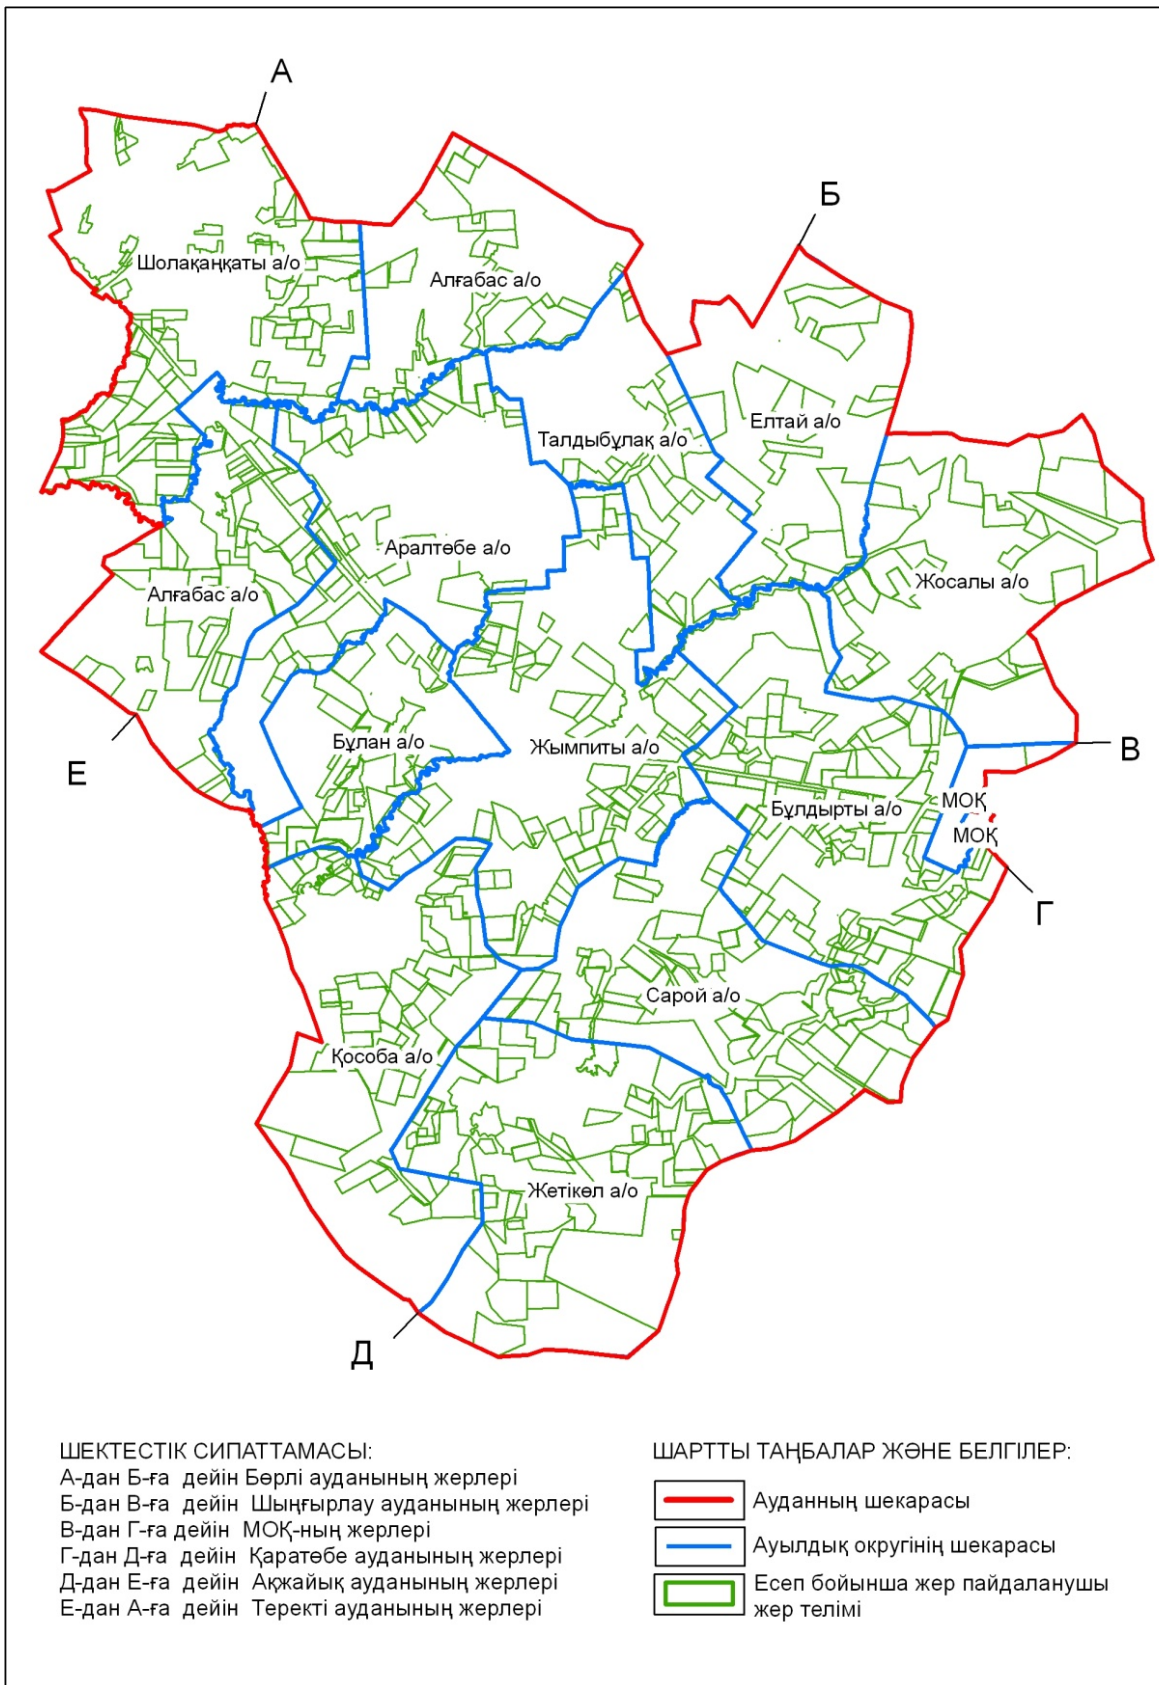 А
Б
Шолақаңқаты а/о
Алғабас а/о
Елтай а/о
Талдыбұлақ а/о
Аралтөбе а/о
Жосалы а/о
Алғабас а/о
Бұлан а/о
Жымпиты а/о
В
Е
МОҚ
Бұлдырты а/о
МОҚ
Г
Сарой а/о
Қособа а/о
Жетікөл а/о
Д
ШЕКТЕСТІК СИПАТТАМАСЫ:
А-дан Б-ға дейін Бөрлі ауданының жерлері
Б-дан В-ға дейін Шыңғырлау ауданының жерлері
В-дан Г-ға дейін МОҚ-ның жерлері
Г-дан Д-ға дейін Қаратөбе ауданының жерлері
Д-дан Е-ға дейін Ақжайық ауданының жерлері
Е-дан А-ға дейін Теректі ауданының жерлері
ШАРТТЫ ТАҢБАЛАР ЖӘНЕ БЕЛГІЛЕР:
Ауданның шекарасы
Ауылдық округінің шекарасы
Есеп бойынша жер пайдаланушы
жер телімі